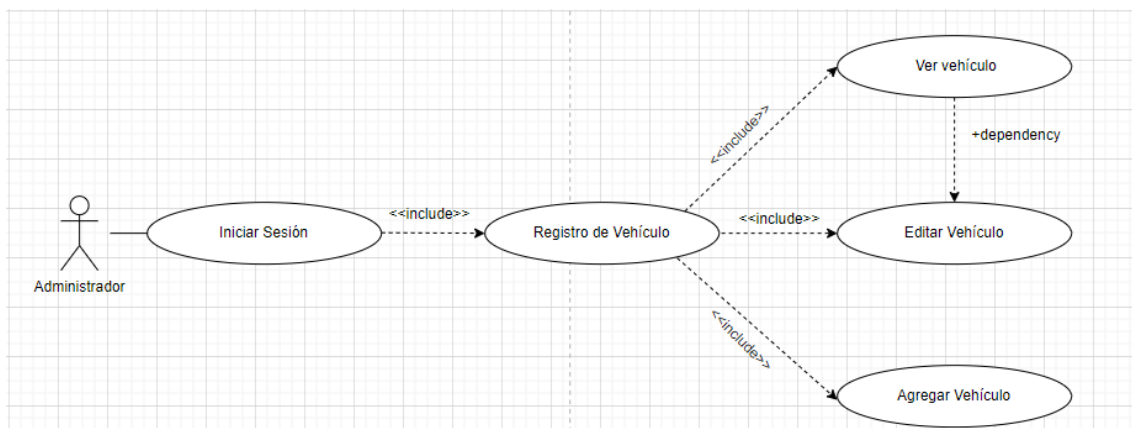 Ver vehículo
<<include>>
+dependency
Iniciar Sesión
<<include>>
Registro de Vehículo
<<include>>
Editar Vehículo
Administrador
<<include>>
Agregar Vehículo